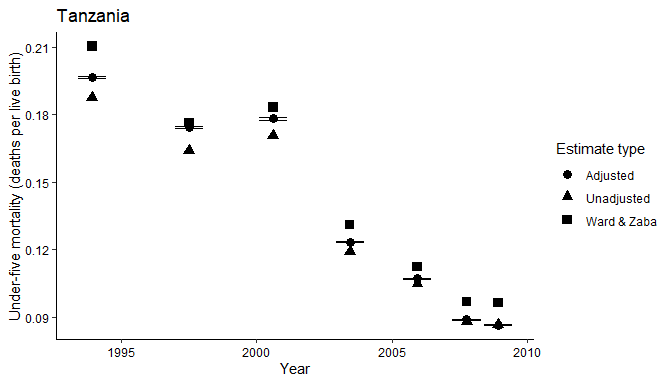 Tanzania
Under-five mortality (deaths per live birth)
0.21
0.18
0.15
0.12
0.09
1995
2000
2005
2010
Year
Estimate type
Adjusted
Unadjusted
Ward & Zaba